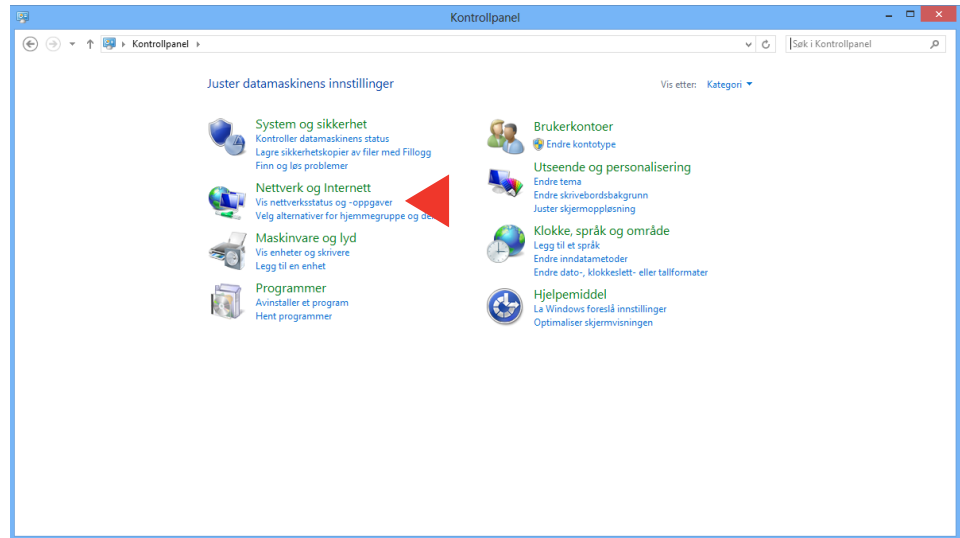 Kontrollpanel
Kontrollpanel
Søk i Kontrollpanel
Juster datamaskinens innstillinger
Vis etter: Kategori
System og sikkerhet
Kontroller datamaskinens status
Lagre sikkerhetskopier av filer med Fillogg
Finn og løs problemer
Nettverk og Internett
Vis nettverksstatus og -oppgaver
Velg alternativer for hjemmegruppe og
Maskinvare og lyd
Vis enheter og skrivere
Legg til en enhet
Programmer
Avinstaller et program
Hent programmer
Brukerkontoer
Endre kontotype
Utseende og personalisering
Endre tema
Endre skrivebordsbakgrunn
Juster skjermoppløsning
Klokke, språk og område
Legg til et språk
Endre inndatametoder
Endre dato-, klokkeslett- eller tallformater
Hjelpemiddel
La Windows foreslå innstillinger
Optimaliser skjermvisningen